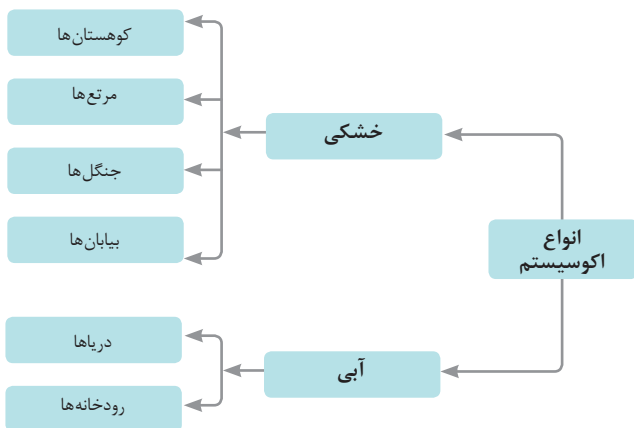 انواع
اکوسیستم
خشکی
کوهستان‌ها
مرتع‌ها
جنگل‌ها
بیابان‌ها
آبی
دریاها
رودخانه‌ها